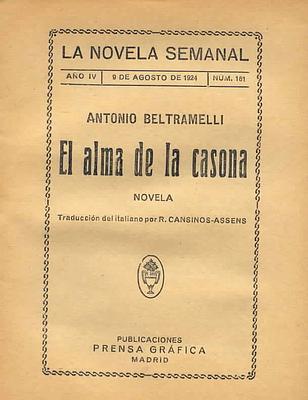 LA NOVELA SEMANAL
AÑO IV | 9 DE AGOSTO DE 1924 | NUM. 161
ANTONIO BELTRAMELLI
El alma de la casona
NOVELA
Traducción del italiano por R. CANSINOS-ASSENS
PUBLICACIONES
PRENSA GRÁFICA
MADRID